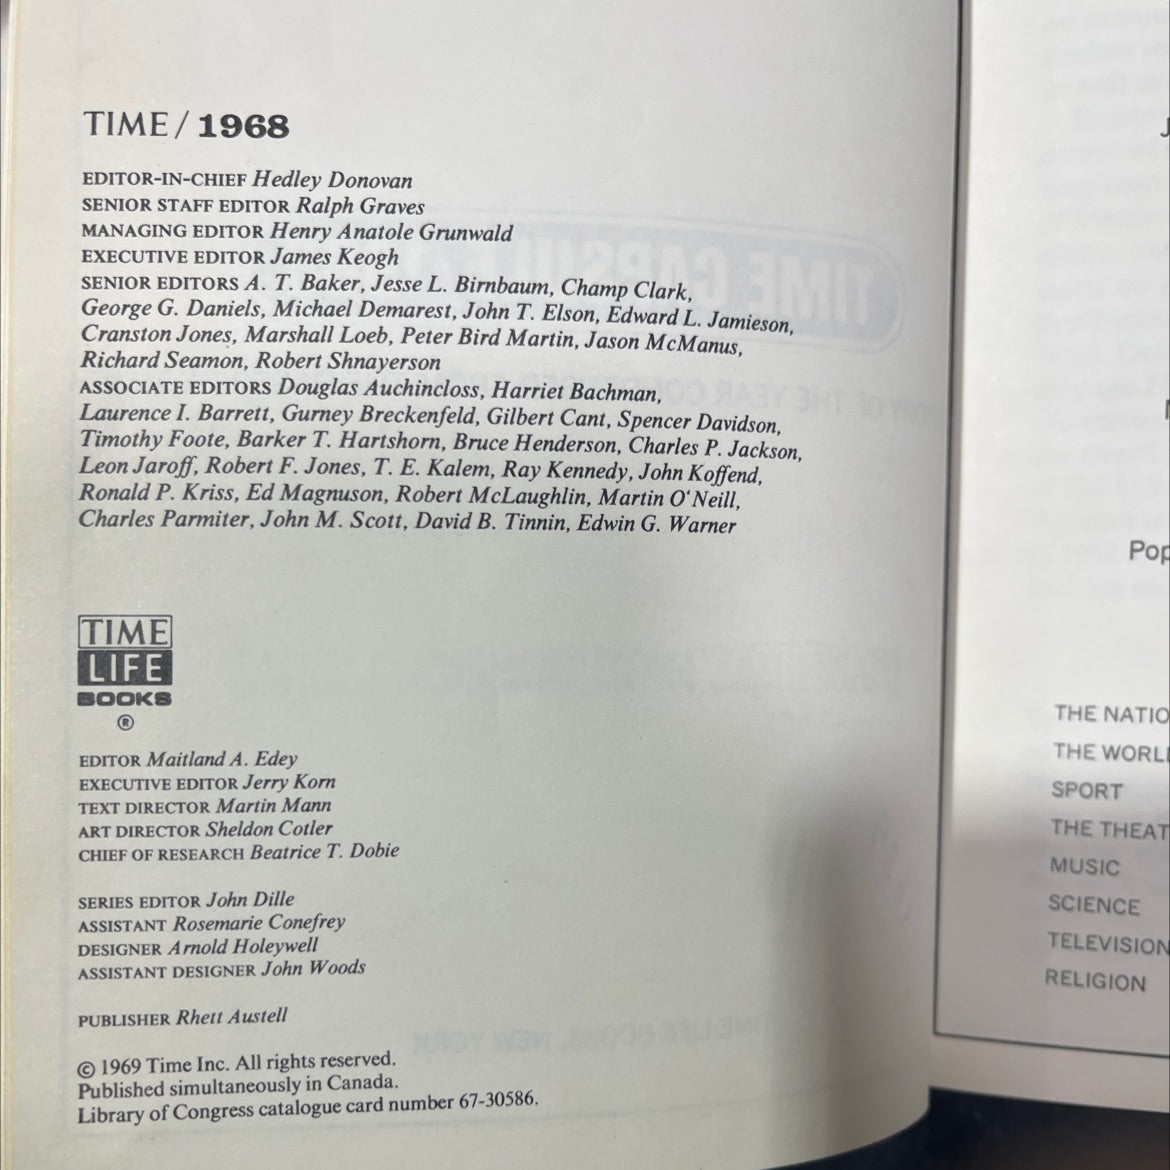 TIME / 1968
EDITOR-IN-CHIEF Hedley Donovan
SENIOR STAFF EDITOR Ralph Graves
MANAGING EDITOR Henry Anatole Grunwald
EXECUTIVE EDITOR James Keogh
SENIOR EDITORS A. T. Baker, Jesse L. Birnbaum, Champ Clark,
George G. Daniels, Michael Demarest, John T. Elson, Edward L. Jamieson,
Cranston Jones, Marshall Loeb, Peter Bird Martin, Jason McManus,
Richard Seamon, Robert Shnayerson
ASSOCIATE EDITORS Douglas Auchincloss, Harriet Bachman,
Laurence I. Barrett, Gurney Breckenfeld, Gilbert Cant, Spencer Davidson,
Timothy Foote, Barker T. Hartshorn, Bruce Henderson, Charles P. Jackson,
Leon Jaroff, Robert F. Jones, T. E. Kalem, Ray Kennedy, John Koffend,
Ronald P. Kriss, Ed Magnuson, Robert McLaughlin, Martin O'Neill,
Charles Parmiter, John M. Scott, David B. Tinnin, Edwin G. Warner
TIME
LIFE
BOOKS
®
EDITOR Maitland A. Edey
EXECUTIVE EDITOR Jerry Korn
TEXT DIRECTOR Martin Mann
ART DIRECTOR Sheldon Cotler
CHIEF OF RESEARCH Beatrice T. Dobie
SERIES EDITOR John Dille
ASSISTANT Rosemarie Conefrey
DESIGNER Arnold Holeywell
ASSISTANT DESIGNER John Woods
PUBLISHER Rhett Austell
© 1969 Time Inc. All rights reserved.
Published simultaneously in Canada.
Library of Congress catalogue card number 67-30586.
Pop
THE NATIO
THE WORL
SPORT
THE THEAT
MUSIC
SCIENCE
TELEVISION
RELIGION